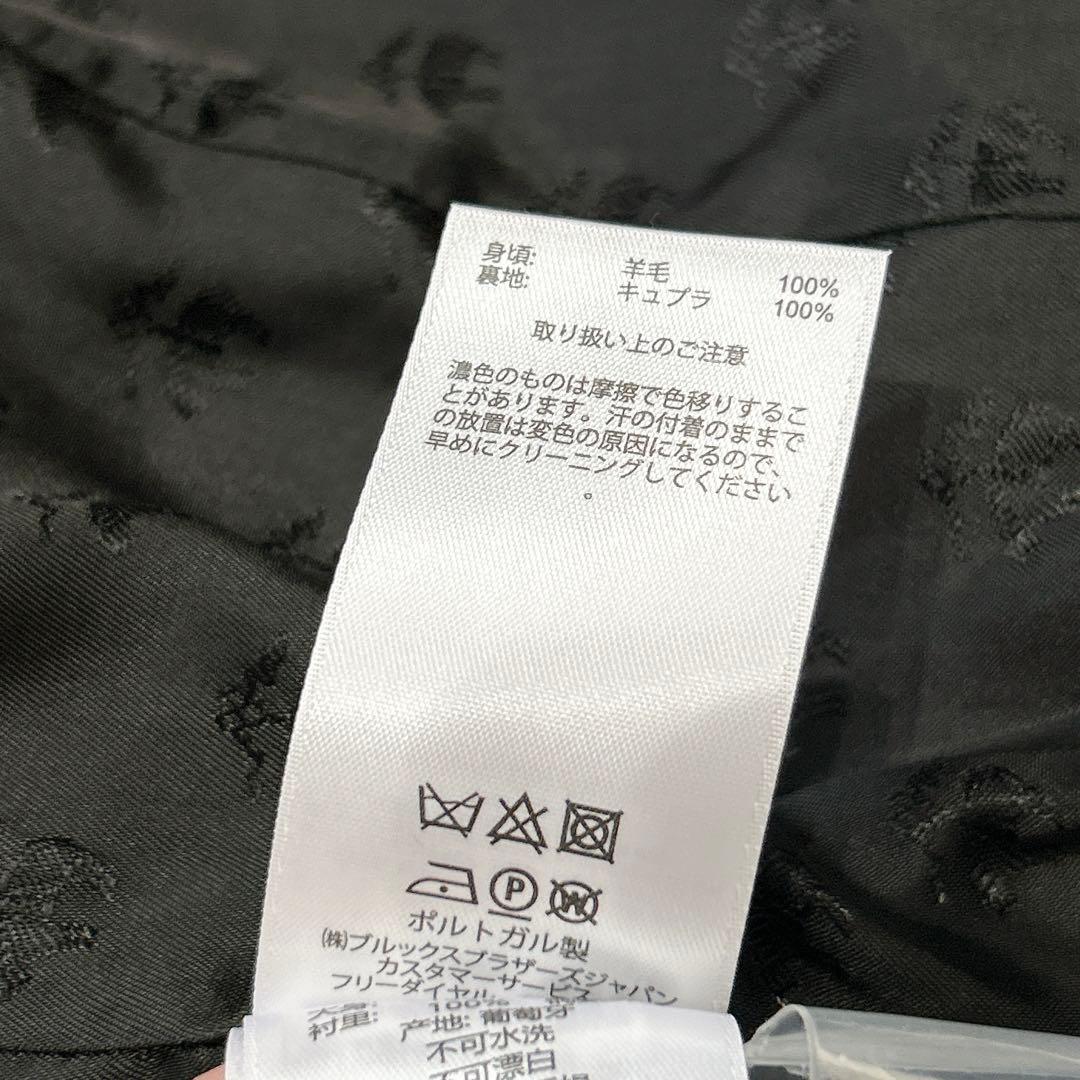 身頃: 羊毛 100%
裏地: キュプラ 100%
取り扱い上のご注意
濃色のものは摩擦で色移りするこ
とがあります。汗の付着のままで
の放置は変色の原因になるので、
早めにクリーニングしてください
。
P W
ポルトガル製
(株)ブルックスブラザーズジャパン
カスタマーサービス
フリーダイヤル
大身: 100%
衬里: 产地: 葡萄牙
不可水洗
不可漂白